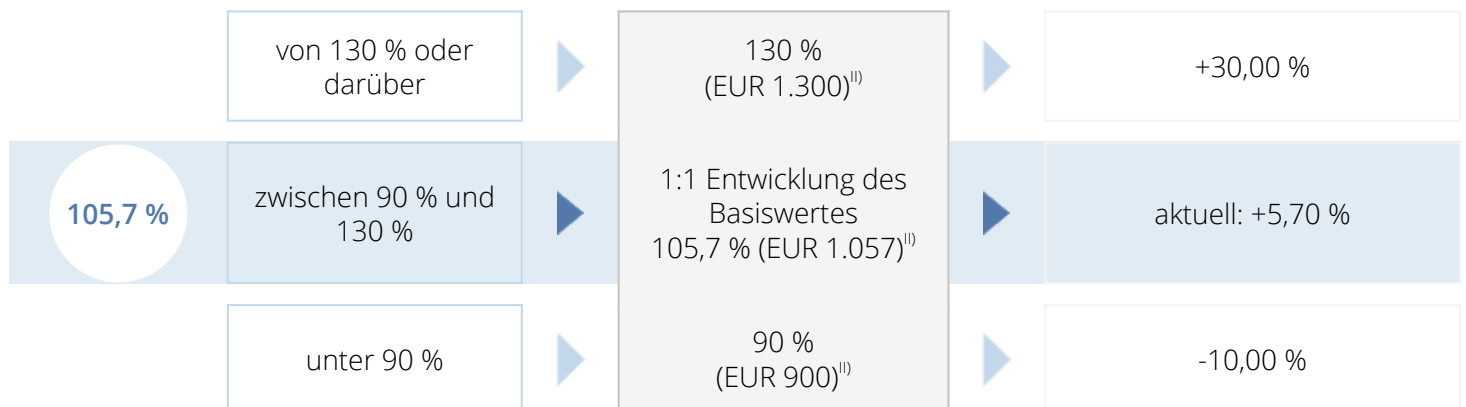 von 130 % oder
darüber
130 %
(EUR 1.300)II)
+30,00 %
105,7 %
zwischen 90 % und
130 %
1:1 Entwicklung des
Basiswertes
105,7 % (EUR 1.057)II)
aktuell: +5,70 %
unter 90 %
90 %
(EUR 900)II)
-10,00 %